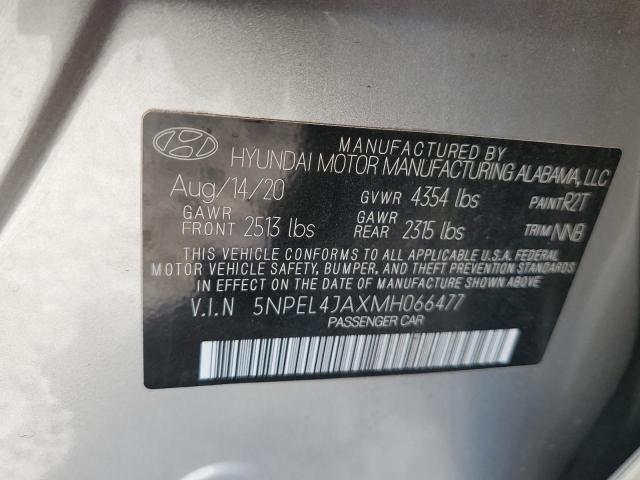 MANUFACTURED BY
HYUNDAI MOTOR MANUFACTURING ALABAMA, LLC
Aug/14/20 GVWR 4354 lbs PAINT R2T
GAWR FRONT 2513 lbs GAWR REAR 2315 lbs TRIM NNB
THIS VEHICLE CONFORMS TO ALL APPLICABLE U.S.A. FEDERAL
MOTOR VEHICLE SAFETY, BUMPER, AND THEFT PREVENTION STANDARDS
IN EFFECT ON THE DATE OF MANUFACTURE SHOWN ABOVE.
V.I.N 5NPEL4JAXMH066477
PASSENGER CAR